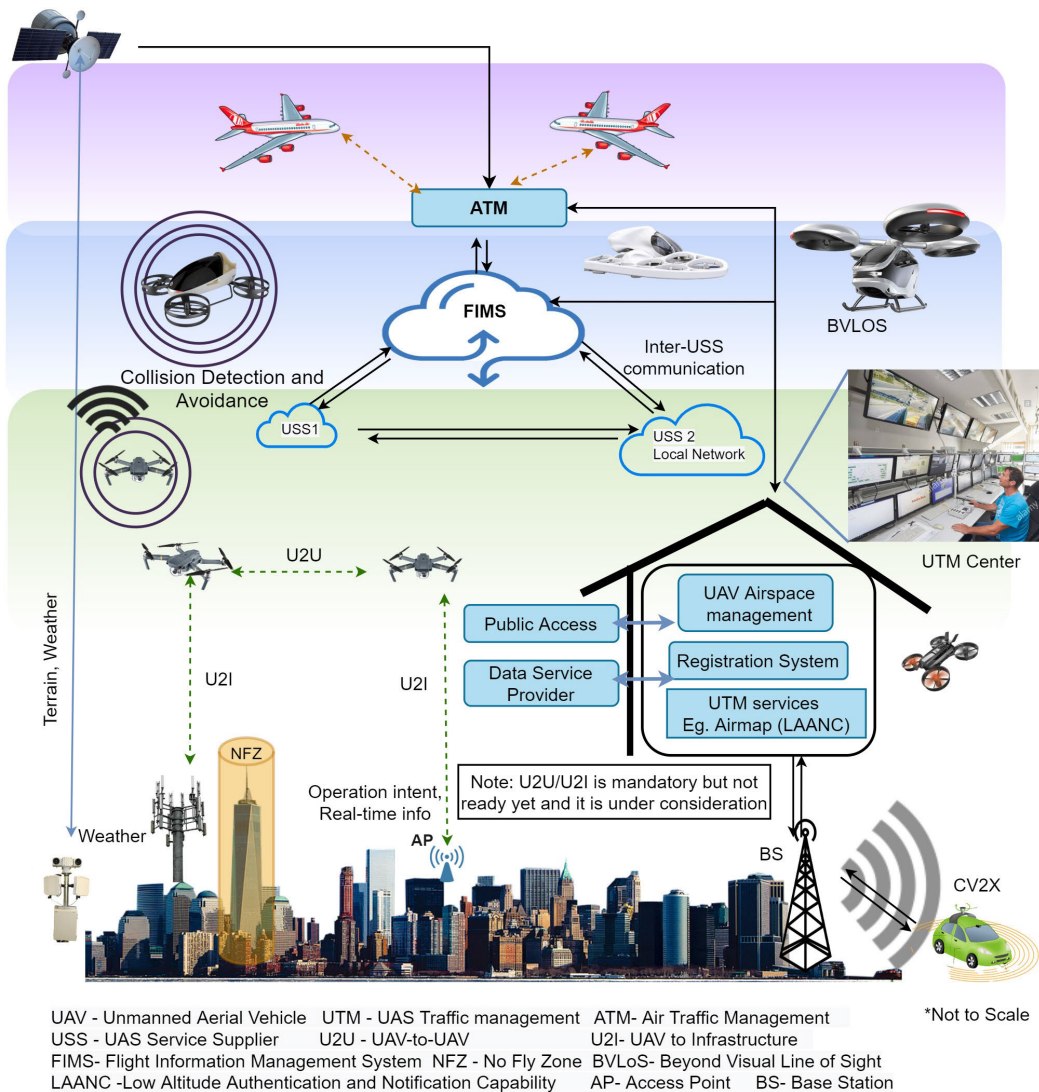 ATM
FIMS
BVLOS
Inter-USS
communication
Collision Detection and
Avoidance
USS1
USS 2
Local Network
UTM Center
U2U
U2I
U2I
Terrain, Weather
Public Access
UAV Airspace
management
Data Service
Provider
Registration System
UTM services
Eg. Airmap (LAANC)
NFZ
Operation intent,
Real-time info
Note: U2U/U2I is mandatory but not
ready yet and it is under consideration
Weather
AP
BS
CV2X
*Not to Scale
UAV - Unmanned Aerial Vehicle UTM - UAS Traffic management ATM- Air Traffic Management
USS - UAS Service Supplier U2U - UAV-to-UAV U2I- UAV to Infrastructure
FIMS- Flight Information Management System NFZ - No Fly Zone BVLoS- Beyond Visual Line of Sight
LAANC -Low Altitude Authentication and Notification Capability AP- Access Point BS- Base Station